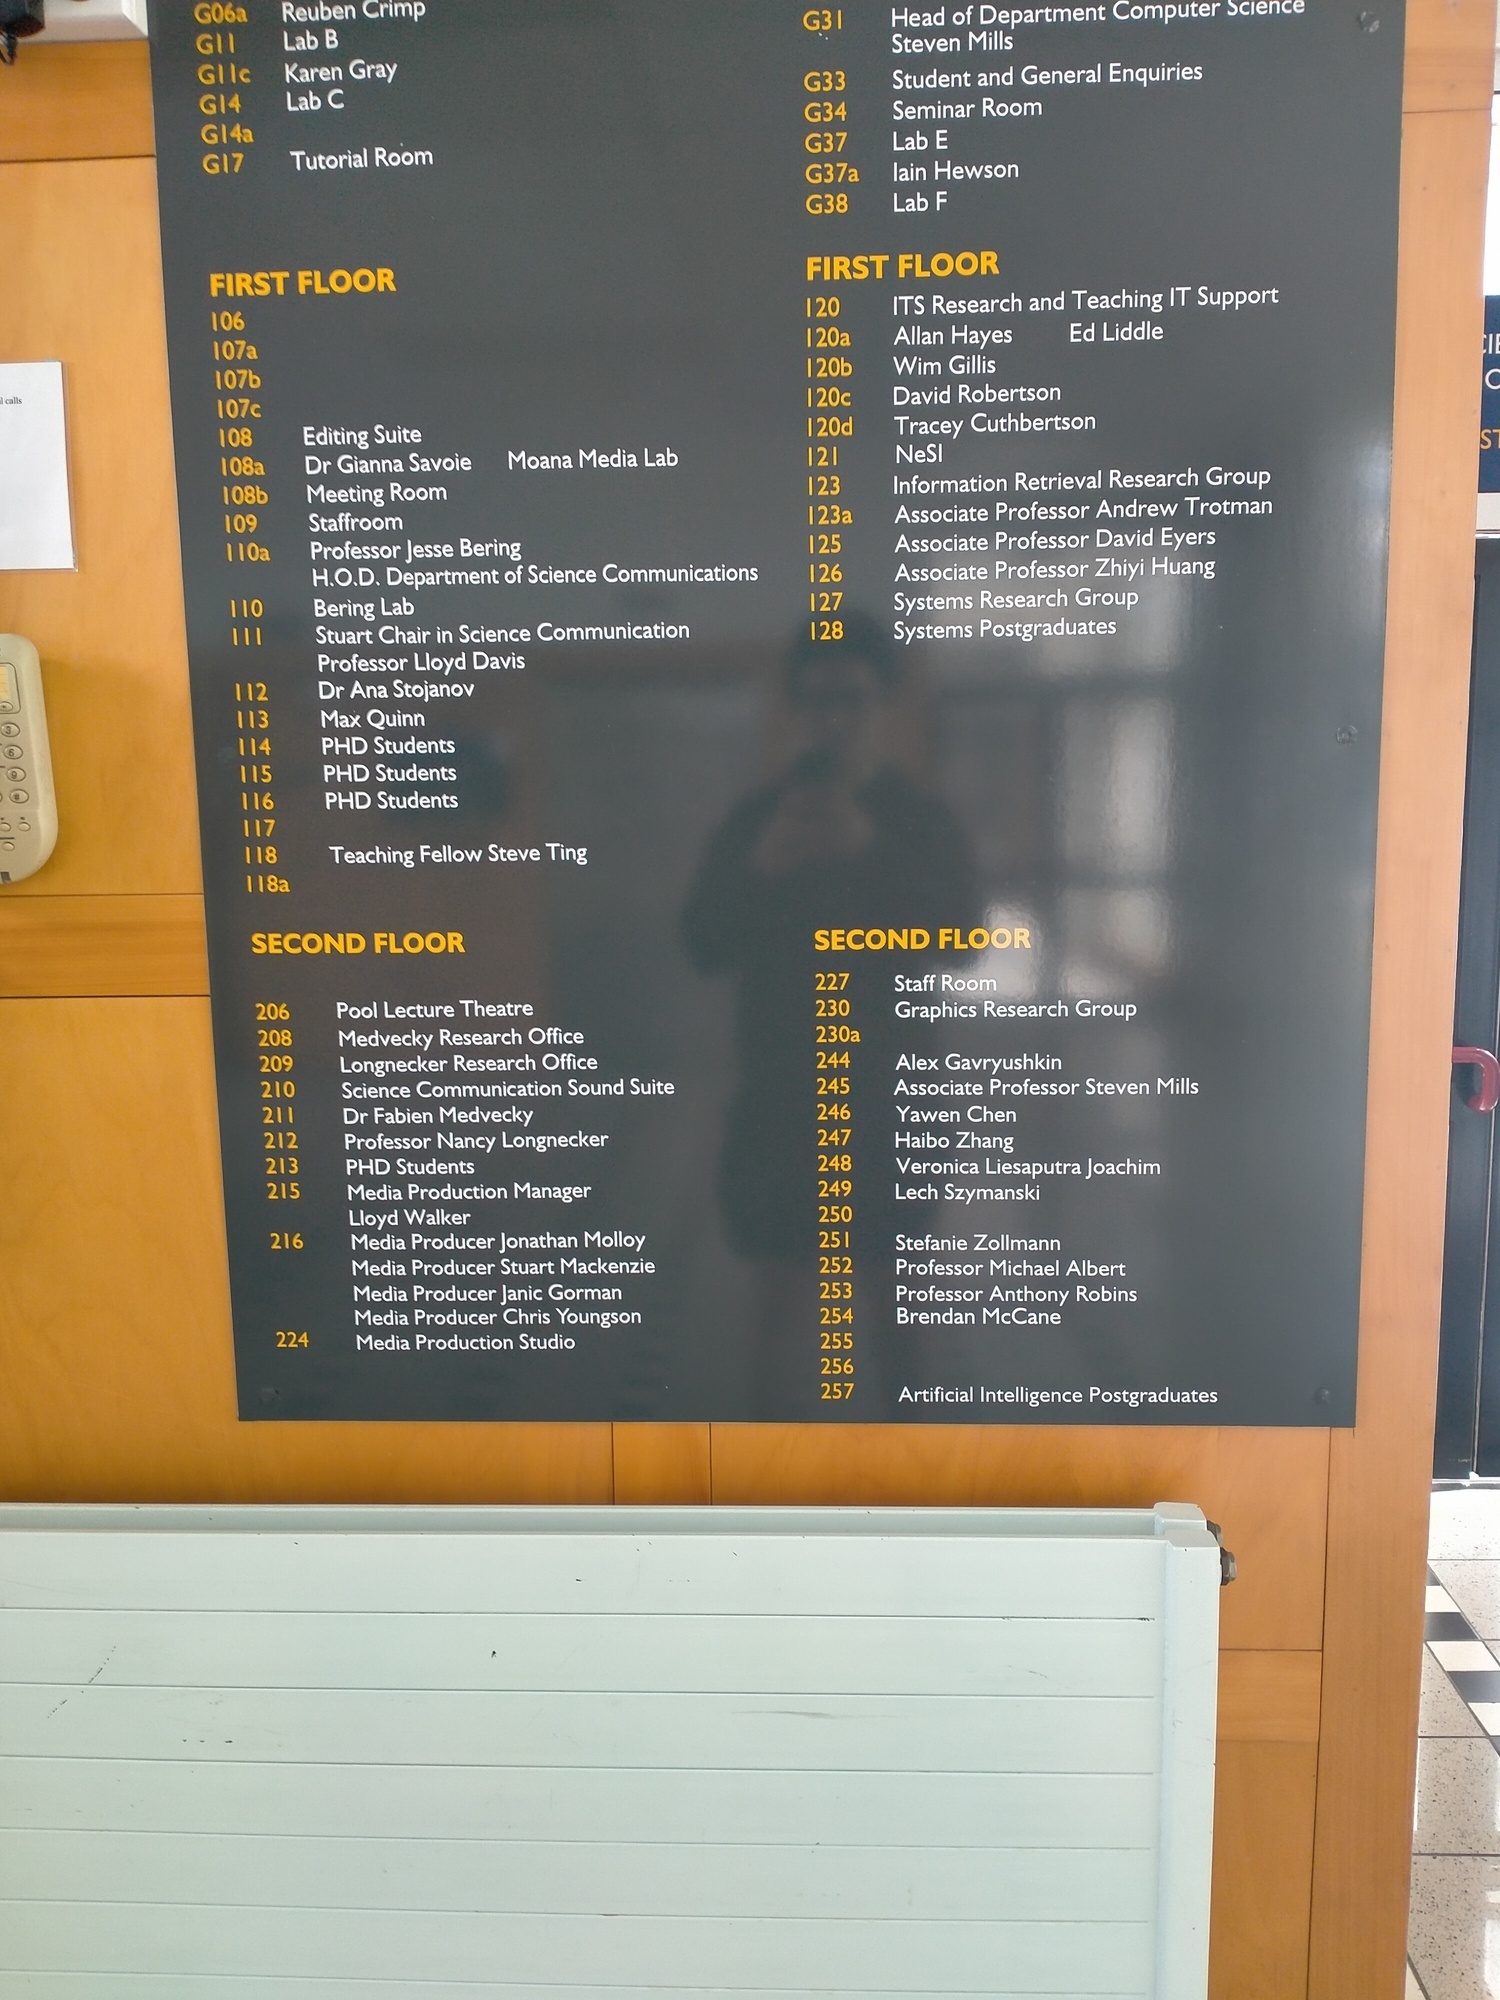 G06a Reuben Crimp
G11 Lab B
G11c Karen Gray
G14 Lab C
G14a
G17 Tutorial Room
FIRST FLOOR
106
107a
107b
107c
108 Editing Suite
108a Dr Gianna Savoie Moana Media Lab
108b Meeting Room
109 Staffroom
110a Professor Jesse Bering
H.O.D. Department of Science Communications
110 Bering Lab
111 Stuart Chair in Science Communication
Professor Lloyd Davis
112 Dr Ana Stojanov
113 Max Quinn
114 PHD Students
115 PHD Students
116 PHD Students
117
118 Teaching Fellow Steve Ting
118a
SECOND FLOOR
206 Pool Lecture Theatre
208 Medvecky Research Office
209 Longnecker Research Office
210 Science Communication Sound Suite
211 Dr Fabien Medvecky
212 Professor Nancy Longnecker
213 PHD Students
215 Media Production Manager
Lloyd Walker
216 Media Producer Jonathan Molloy
Media Producer Stuart Mackenzie
Media Producer Janic Gorman
Media Producer Chris Youngson
224 Media Production Studio
G31 Head of Department Computer Science
Steven Mills
G33 Student and General Enquiries
G34 Seminar Room
G37 Lab E
G37a Iain Hewson
G38 Lab F
FIRST FLOOR
120 ITS Research and Teaching IT Support
120a Allan Hayes Ed Liddle
120b Wim Gillis
120c David Robertson
120d Tracey Cuthbertson
121 NeSI
123 Information Retrieval Research Group
123a Associate Professor Andrew Trotman
125 Associate Professor David Eyers
126 Associate Professor Zhiyi Huang
127 Systems Research Group
128 Systems Postgraduates
SECOND FLOOR
227 Staff Room
230 Graphics Research Group
230a
244 Alex Gavryushkin
245 Associate Professor Steven Mills
246 Yawen Chen
247 Haibo Zhang
248 Veronica Liesaputra Joachim
249 Lech Szymanski
250
251 Stefanie Zollmann
252 Professor Michael Albert
253 Professor Anthony Robins
254 Brendan McCane
255
256
257 Artificial Intelligence Postgraduates
calls